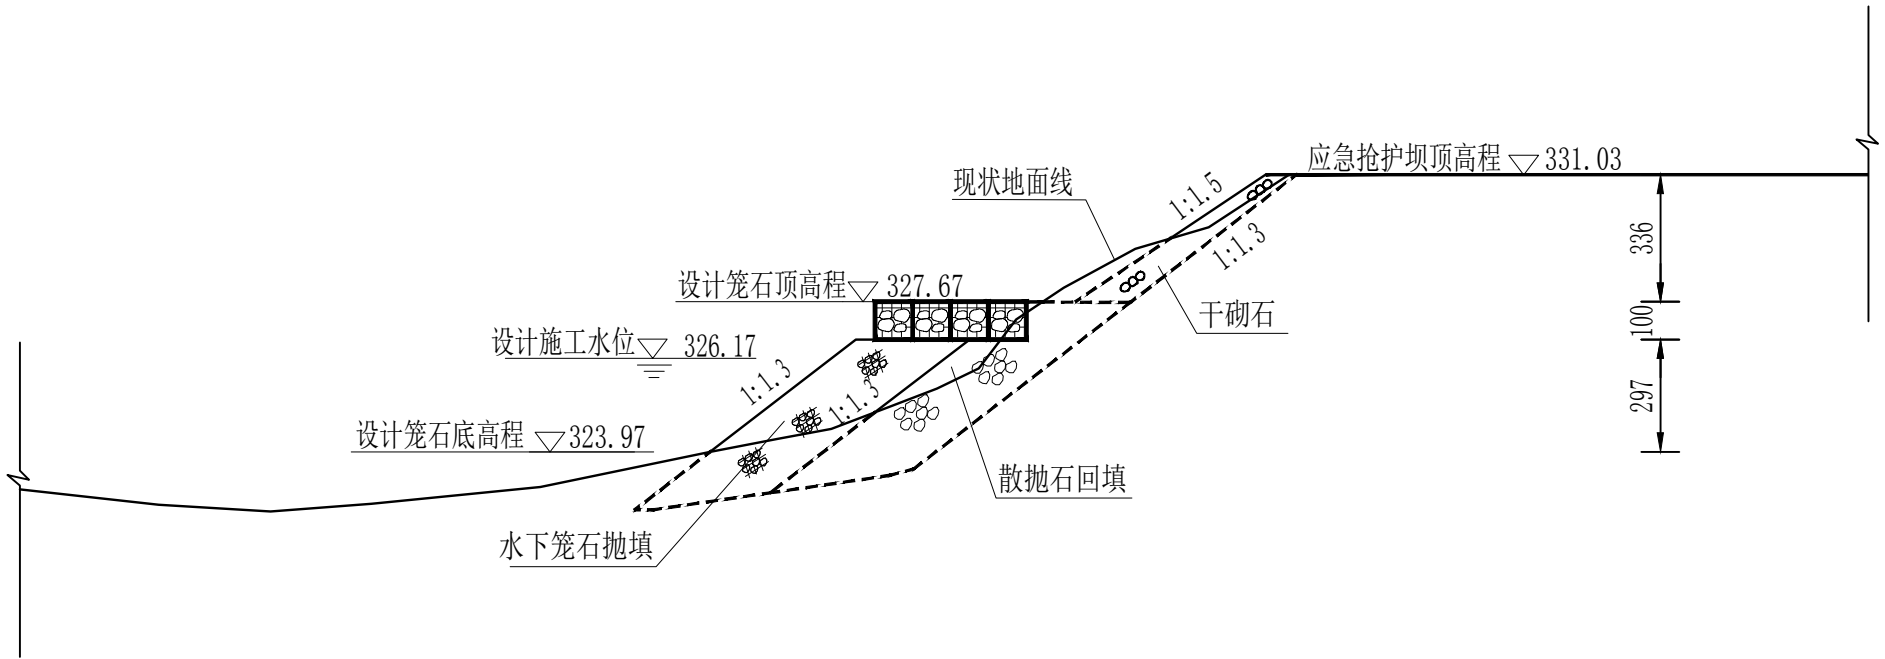 应急抢护坝顶高程 331.03
现状地面线
1:1.5
1:1.3
336
设计笼石顶高程 327.67
干砌石
100
设计施工水位 326.17
1:1.3
1:1.3
297
设计笼石底高程 323.97
散抛石回填
水下笼石抛填